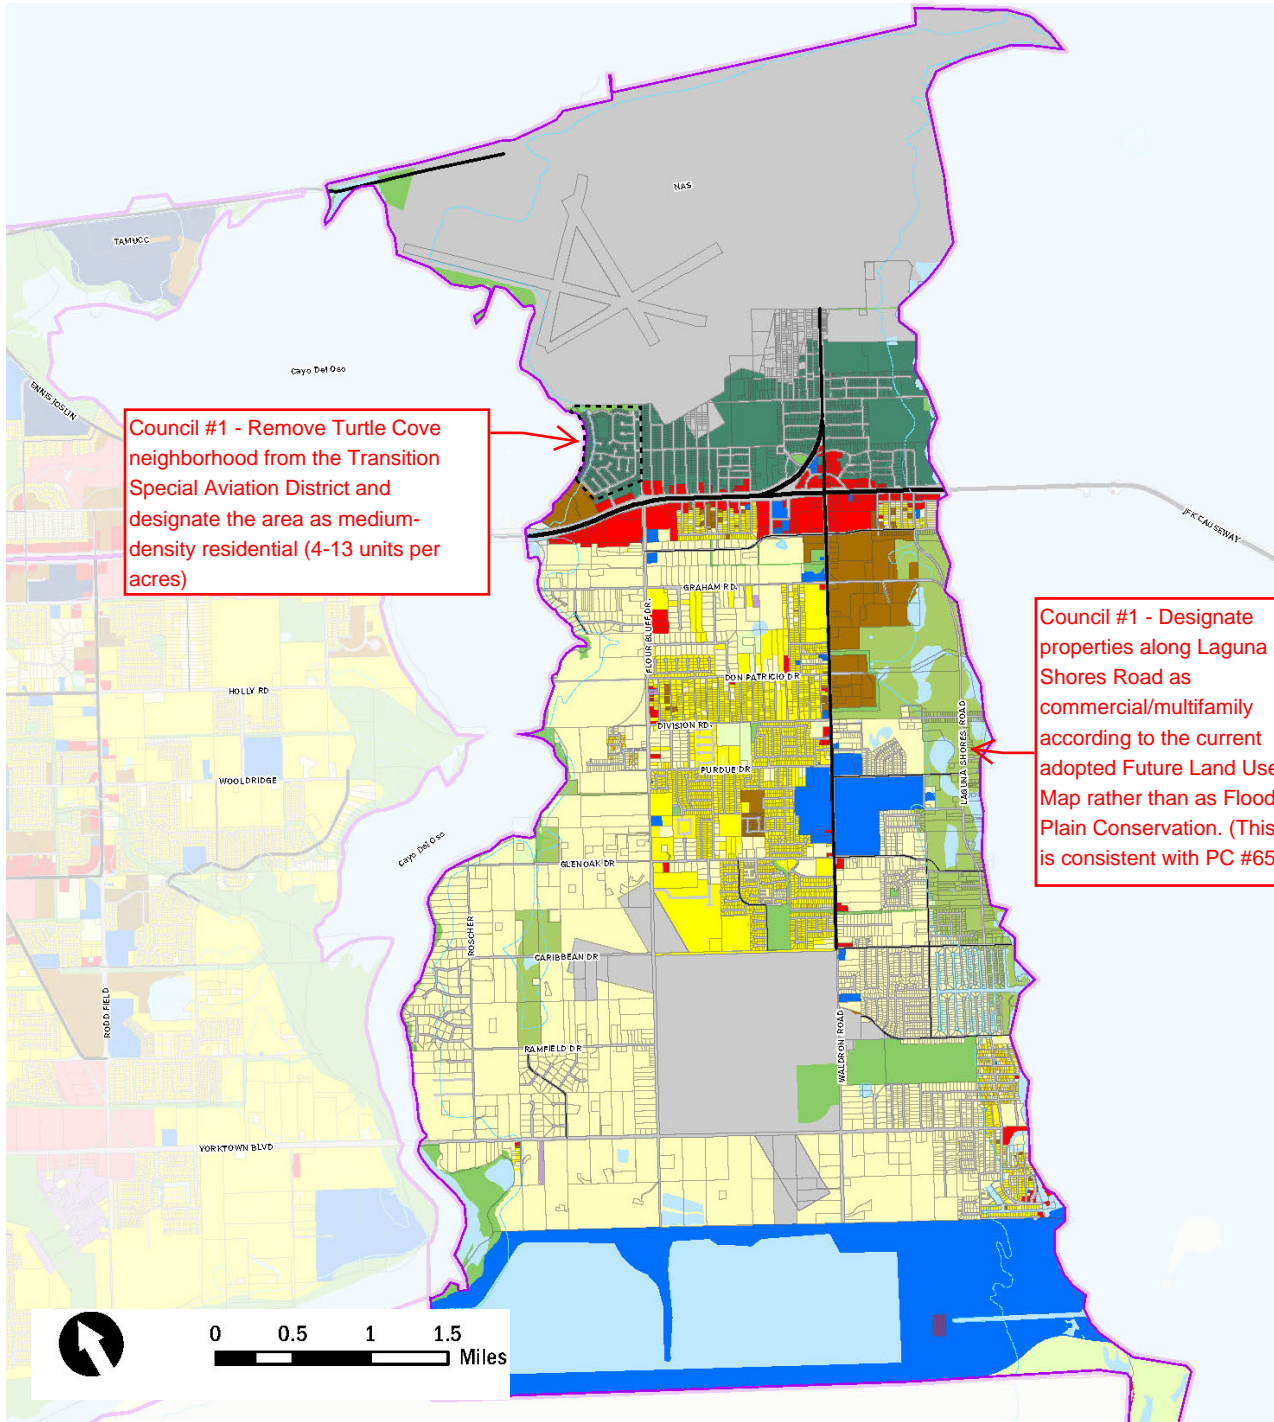 NAS
TAMUCC
Cayo Del Oso
ENNIS JOSLIN
Council #1 - Remove Turtle Cove
neighborhood from the Transition
Special Aviation District and
designate the area as medium-
density residential (4-13 units per
acres)
JFK CAUSEWAY
GRAHAM RD.
FLOUR BLUFF DR.
Council #1 - Designate
properties along Laguna
Shores Road as
commercial/multifamily
according to the current
adopted Future Land Use
Map rather than as Flood
Plain Conservation. (This
is consistent with PC #65
HOLLY RD
DON PATRICIO DR
DIVISION RD.
LAGUNA SHORES ROAD
PURDUE DR
WOOLDRIDGE
Cayo Del Oso
GLENOAK DR
ROSCHER
CARIBBEAN DR
RODD FIELD
WALDRON ROAD
RAMFIELD DR
YORKTOWN BLVD
0 0.5 1 1.5
Miles